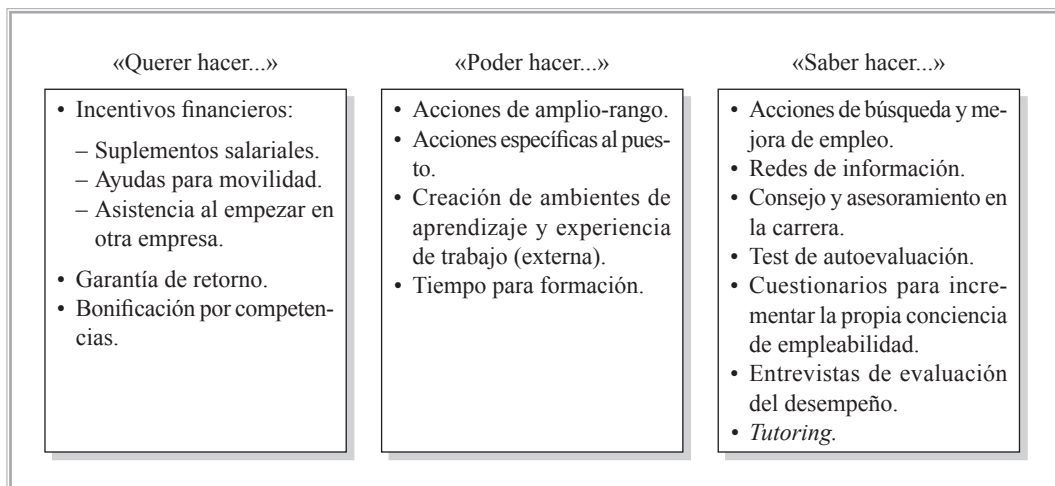 «Querer hacer...»
• Incentivos financieros:
– Suplementos salariales.
– Ayudas para movilidad.
– Asistencia al empezar en
otra empresa.
• Garantía de retorno.
• Bonificación por competen-
cias.
«Poder hacer...»
• Acciones de amplio-rango.
• Acciones específicas al pues-
to.
• Creación de ambientes de
aprendizaje y experiencia
de trabajo (externa).
• Tiempo para formación.
«Saber hacer...»
• Acciones de búsqueda y me-
jora de empleo.
• Redes de información.
• Consejo y asesoramiento en
la carrera.
• Test de autoevaluación.
• Cuestionarios para incre-
mentar la propia conciencia
de empleabilidad.
• Entrevistas de evaluación
del desempeño.
• Tutoring.